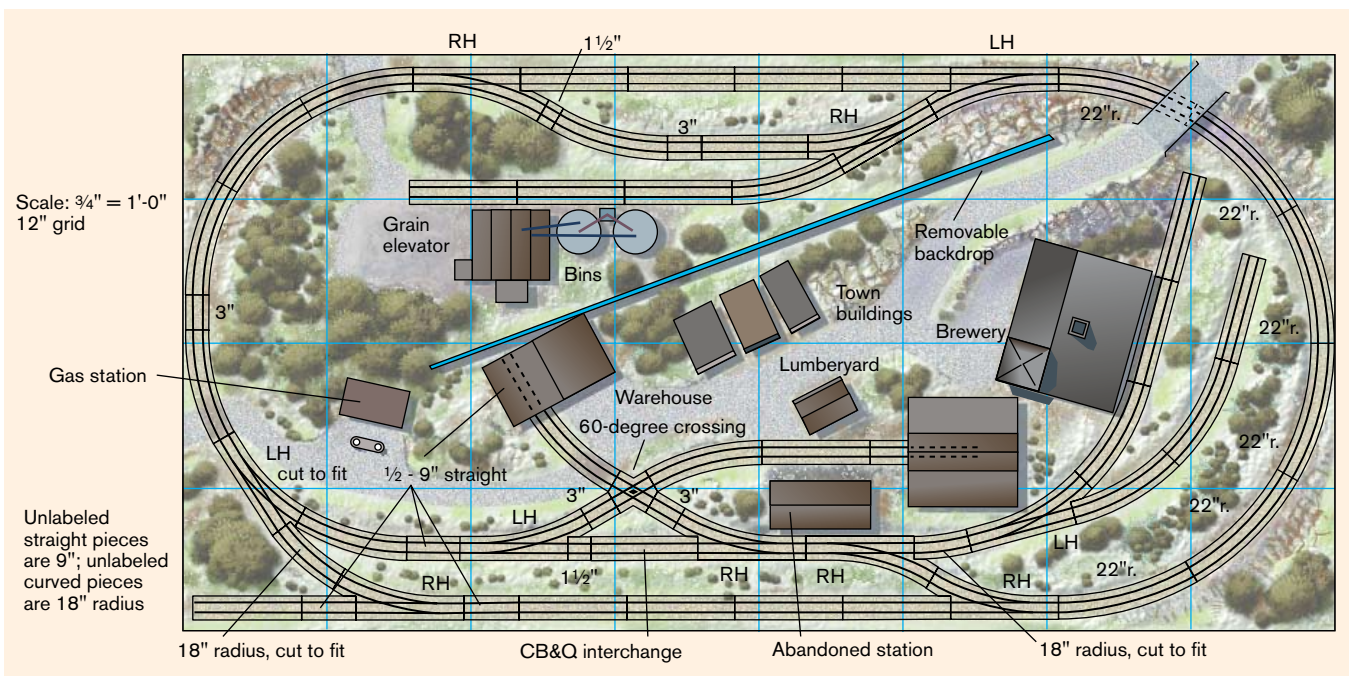 RH
1½"
LH
3"
RH
22"r.
Scale: ¾" = 1'-0"
12" grid
Grain
elevator
Bins
Removable
backdrop
22"r.
3"
Town
buildings
Brewery
22"r.
Gas station
Lumberyard
Warehouse
60-degree crossing
LH
cut to fit
½ - 9" straight
22"r.
3"
3"
22"r.
Unlabeled
straight pieces
are 9"; unlabeled
curved pieces
are 18" radius
LH
LH
RH
1½"
RH
RH
RH
22"r.
18" radius, cut to fit
CB&Q interchange
Abandoned station
18" radius, cut to fit